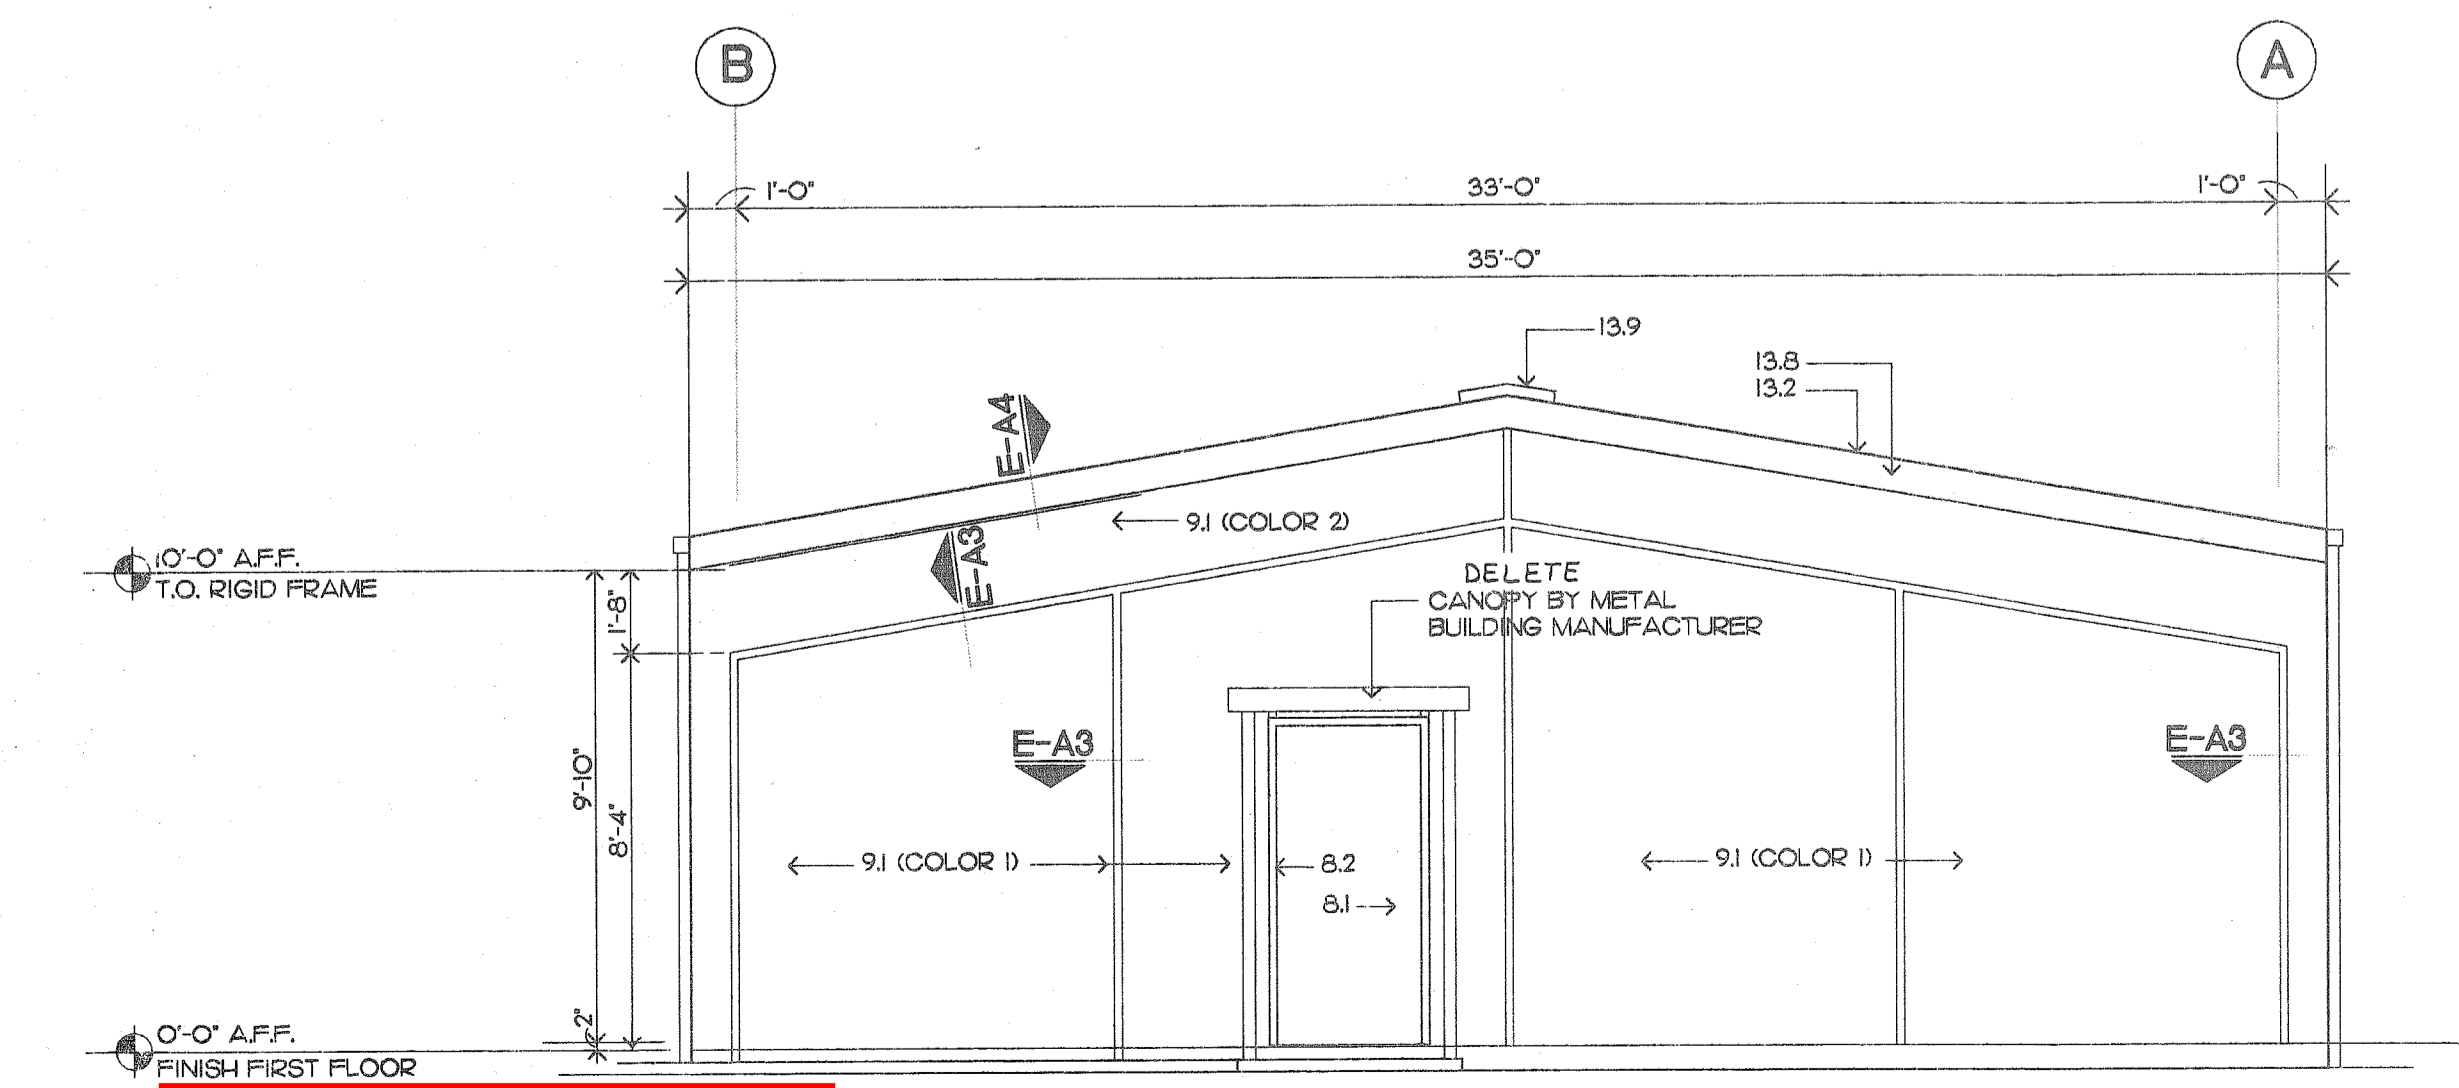 B
A
1'-0"
33'-0"
1'-0"
35'-0"
13.9
13.8
13.2
E-A4
9.1 (COLOR 2)
E-A3
10'-0" A.F.F.
T.O. RIGID FRAME
1'-8"
DELETE
CANOPY BY METAL
BUILDING MANUFACTURER
E-A3
E-A3
9'-10"
8'-4"
9.1 (COLOR 1)
8.2
9.1 (COLOR 1)
8.1
2"
0'-0" A.F.F.
FINISH FIRST FLOOR